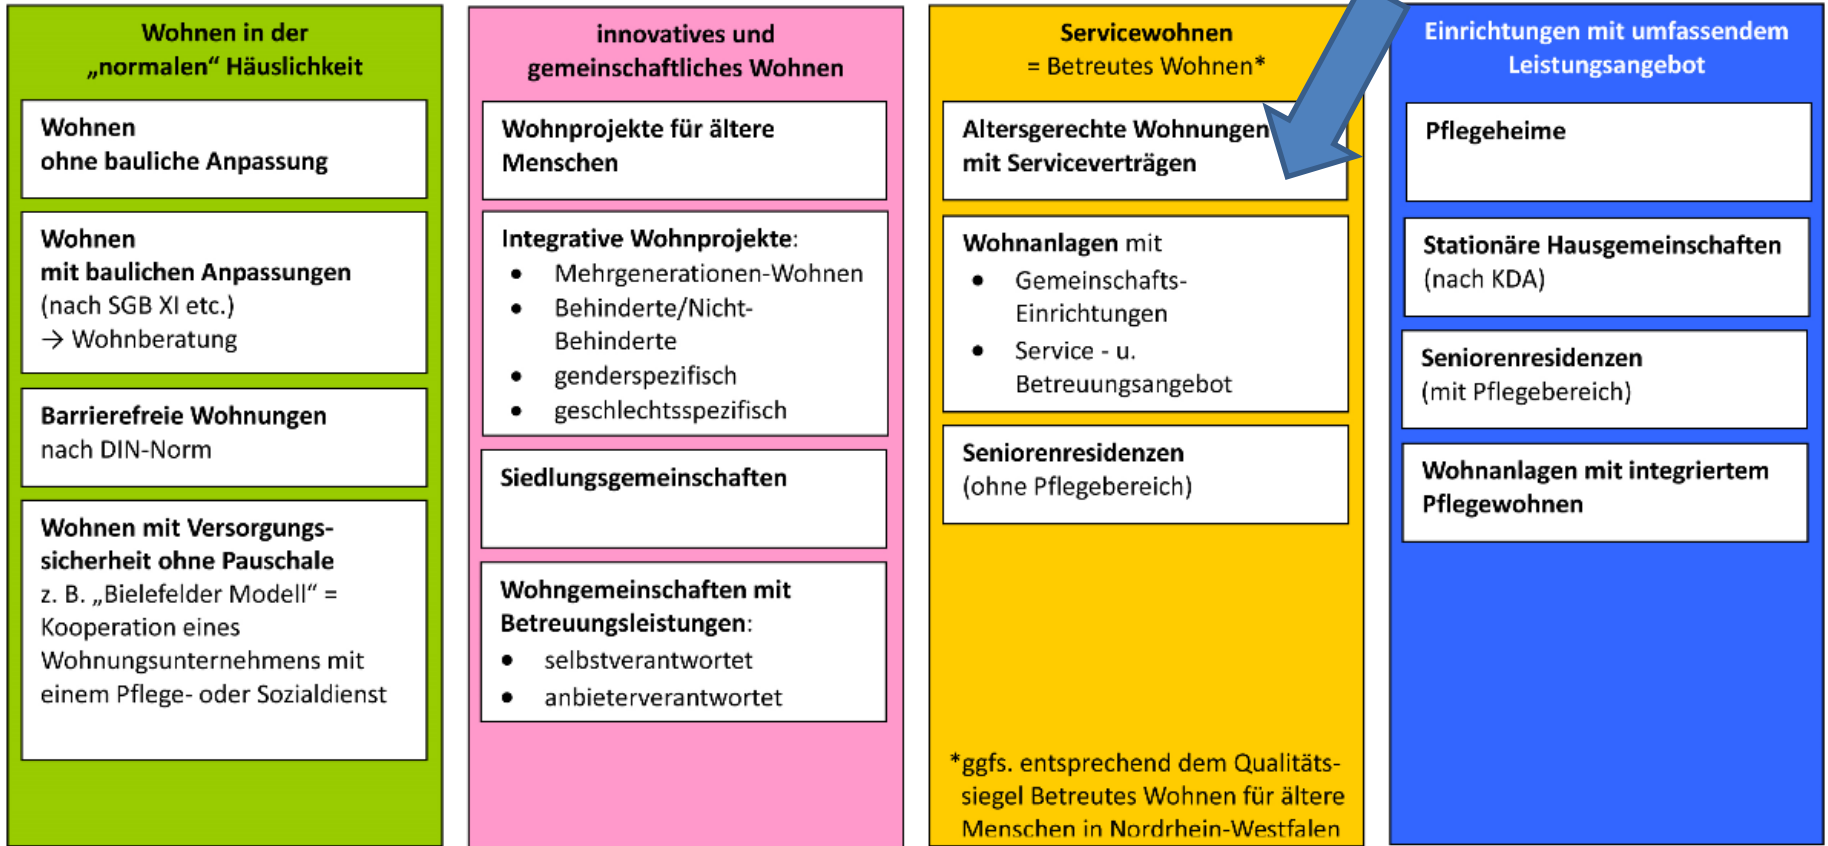 Wohnen in der
„normalen“ Häuslichkeit
Wohnen
ohne bauliche Anpassung
Wohnen
mit baulichen Anpassungen
(nach SGB XI etc.)
→ Wohnberatung
Barrierefreie Wohnungen
nach DIN-Norm
Wohnen mit Versorgungs-
sicherheit ohne Pauschale
z. B. „Bielefelder Modell“ =
Kooperation eines
Wohnungsunternehmens mit
einem Pflege- oder Sozialdienst
innovatives und
gemeinschaftliches Wohnen
Wohnprojekte für ältere
Menschen
Integrative Wohnprojekte:
• Mehrgenerationen-Wohnen
• Behinderte/Nicht-
Behinderte
• genderspezifisch
• geschlechtsspezifisch
Siedlungsgemeinschaften
Wohngemeinschaften mit
Betreuungsleistungen:
• selbstverantwortet
• anbieterverantwortet
Servicewohnen
= Betreutes Wohnen*
Altersgerechte Wohnungen
mit Serviceverträgen
Wohnanlagen mit
• Gemeinschafts-
Einrichtungen
• Service - u.
Betreuungsangebot
Seniorenresidenzen
(ohne Pflegebereich)
*ggfs. entsprechend dem Qualitäts-
siegel Betreutes Wohnen für ältere
Menschen in Nordrhein-Westfalen
Einrichtungen mit umfassendem
Leistungsangebot
Pflegeheime
Stationäre Hausgemeinschaften
(nach KDA)
Seniorenresidenzen
(mit Pflegebereich)
Wohnanlagen mit integriertem
Pflegewohnen